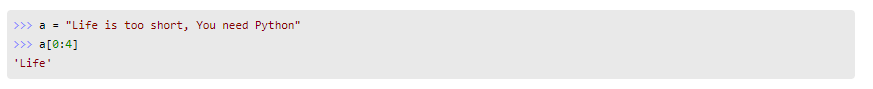 >>> a = "Life is too short, You need Python"
>>> a[0:4]
'Life'